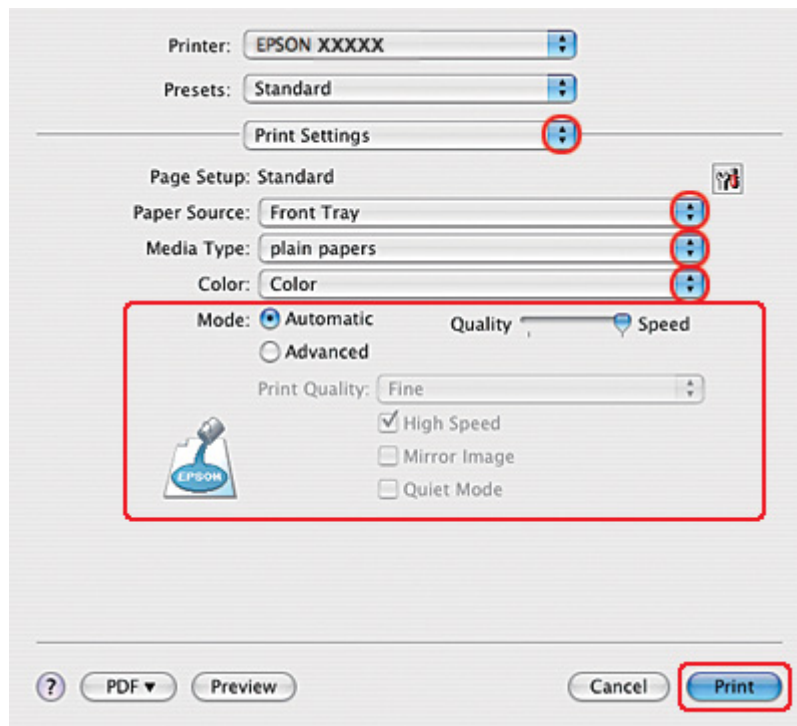 Printer: EPSON XXXXX
Presets: Standard
Print Settings
Page Setup: Standard
Paper Source: Front Tray
Media Type: plain papers
Color: Color
Mode: Automatic Quality Speed
Advanced
Print Quality: Fine
High Speed
Mirror Image
EPSON
Quiet Mode
? PDF Preview Cancel Print